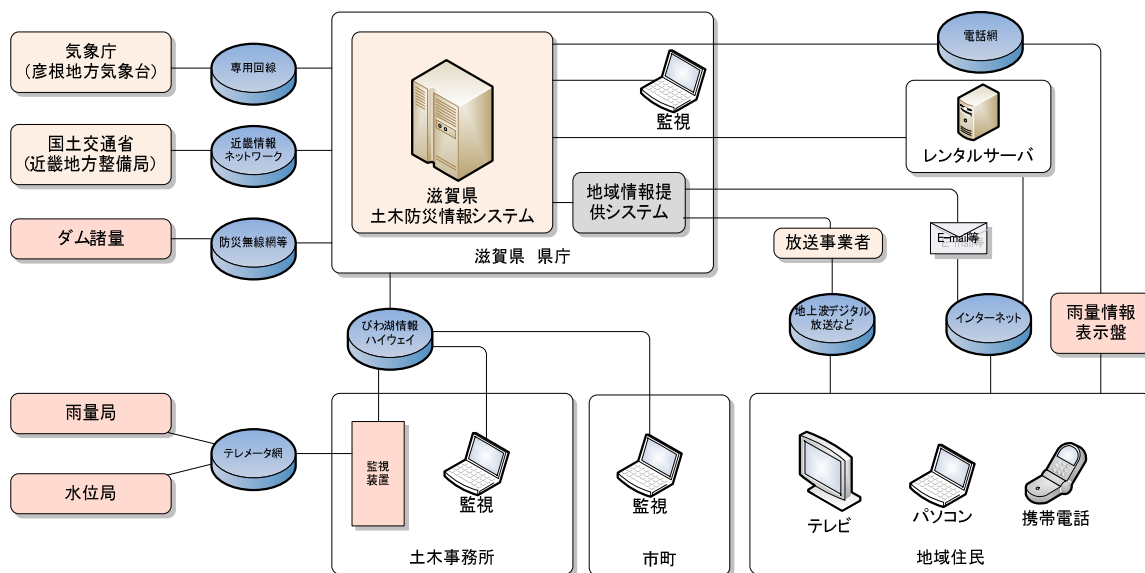 気象庁
(彦根地方気象台)
専用回線
国土交通省
(近畿地方整備局)
近畿情報
ネットワーク
ダム諸量
防災無線網等
滋賀県
土木防災情報システム
監視
地域情報提
供システム
滋賀県 県庁
電話網
レンタルサーバ
放送事業者
E-mail等
地上波デジタル
放送など
インターネット
雨量情報
表示盤
びわ湖情報
ハイウェイ
雨量局
水位局
テレメータ網
監視
装置
監視
土木事務所
監視
市町
テレビ
パソコン
携帯電話
地域住民